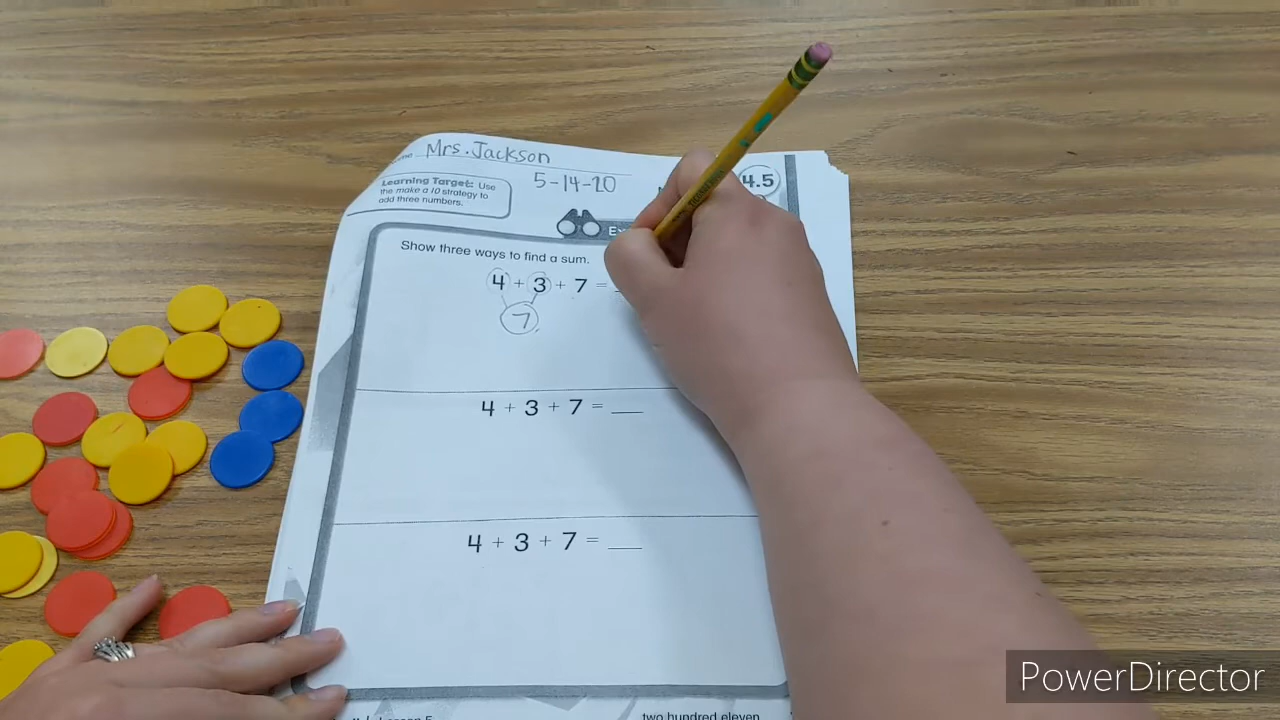 Mrs. Jackson
5-14-20
4.5
Learning Target: Use
the make a 10 strategy to
add three numbers.
Show three ways to find a sum.
4 + 3 + 7 =
7
4 + 3 + 7 = __
4 + 3 + 7 = __
two hundred eleven
PowerDirector